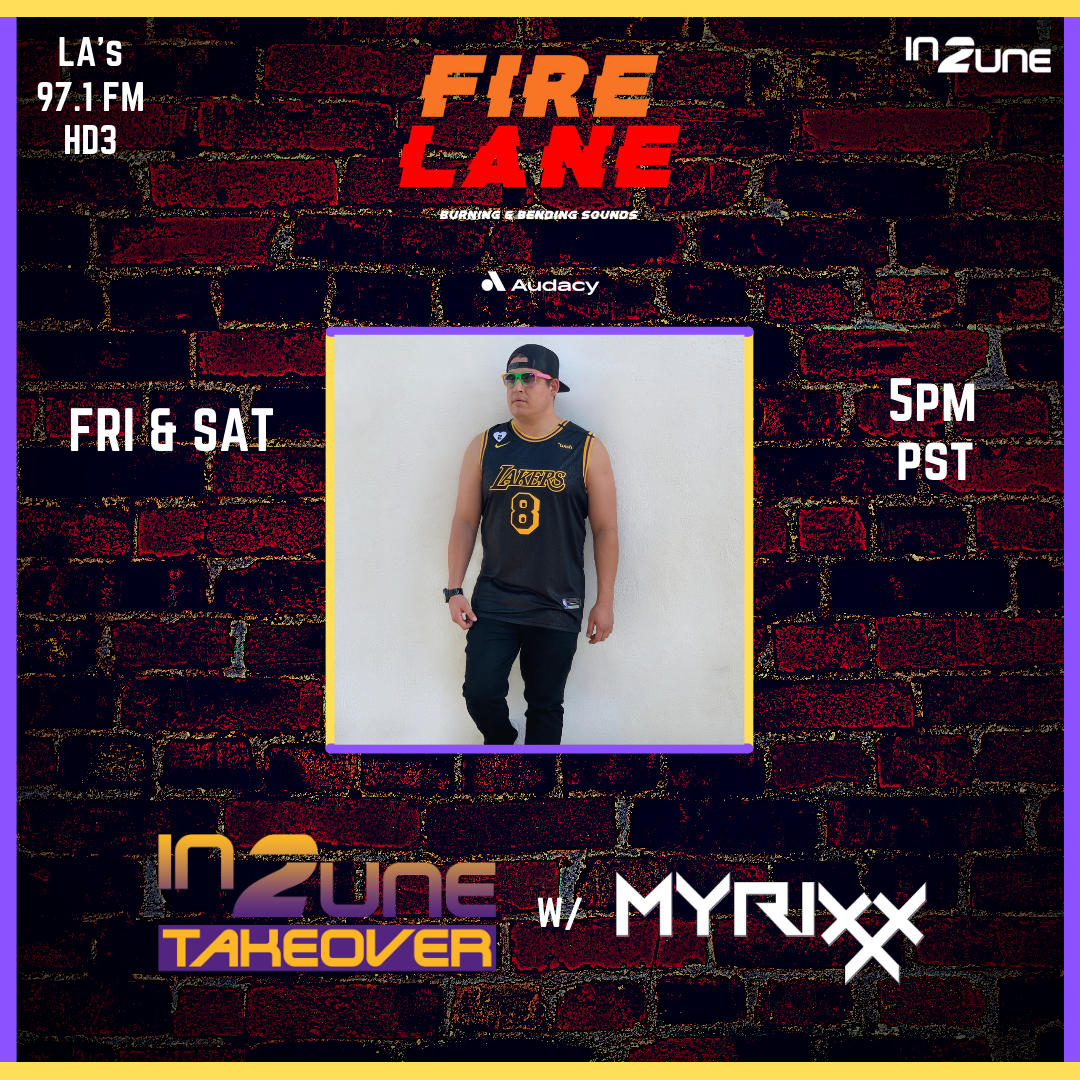 LA's
97.1 FM
HD3
FIRE
LANE
BURNING & BENDING SOUNDS
IN2UNE
Audacy
FRI & SAT
5PM
PST
LAKERS
8
IN2UNE
TAKEOVER
W/
MYRIXX